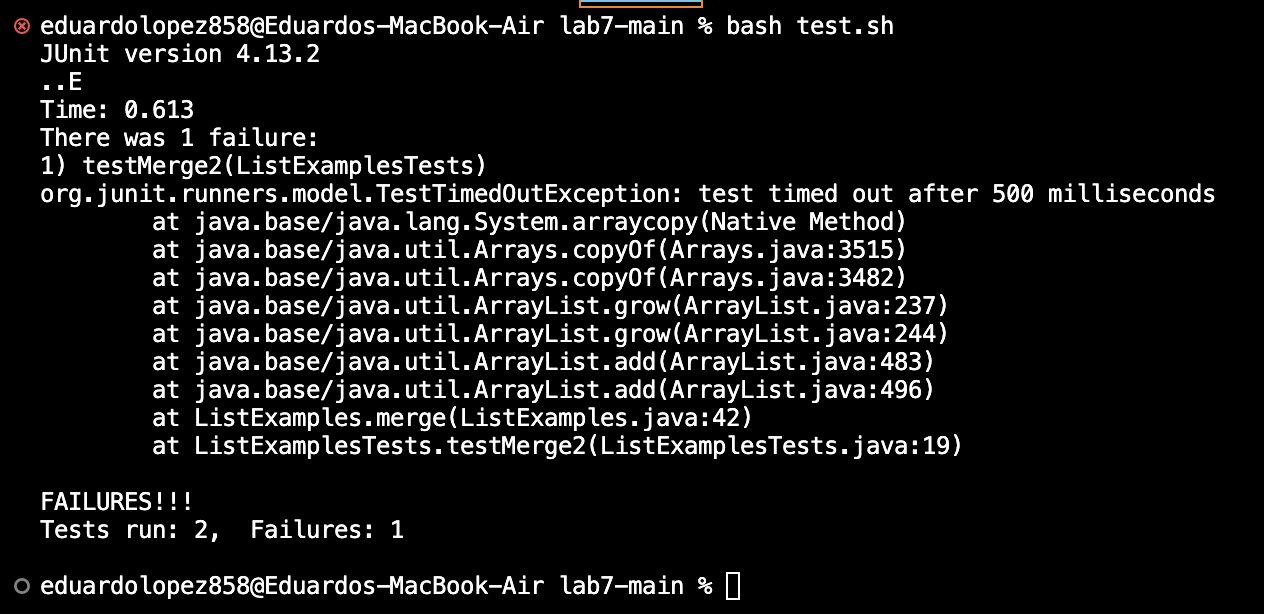 eduardolopez858@Eduardos-MacBook-Air lab7-main % bash test.sh
JUnit version 4.13.2
..E
Time: 0.613
There was 1 failure:
1) testMerge2(ListExamplesTests)
org.junit.runners.model.TestTimedOutException: test timed out after 500 milliseconds
        at java.base/java.lang.System.arraycopy(Native Method)
        at java.base/java.util.Arrays.copyOf(Arrays.java:3515)
        at java.base/java.util.Arrays.copyOf(Arrays.java:3482)
        at java.base/java.util.ArrayList.grow(ArrayList.java:237)
        at java.base/java.util.ArrayList.grow(ArrayList.java:244)
        at java.base/java.util.ArrayList.add(ArrayList.java:483)
        at java.base/java.util.ArrayList.add(ArrayList.java:496)
        at ListExamples.merge(ListExamples.java:42)
        at ListExamplesTests.testMerge2(ListExamplesTests.java:19)

FAILURES!!!
Tests run: 2,  Failures: 1

eduardolopez858@Eduardos-MacBook-Air lab7-main %